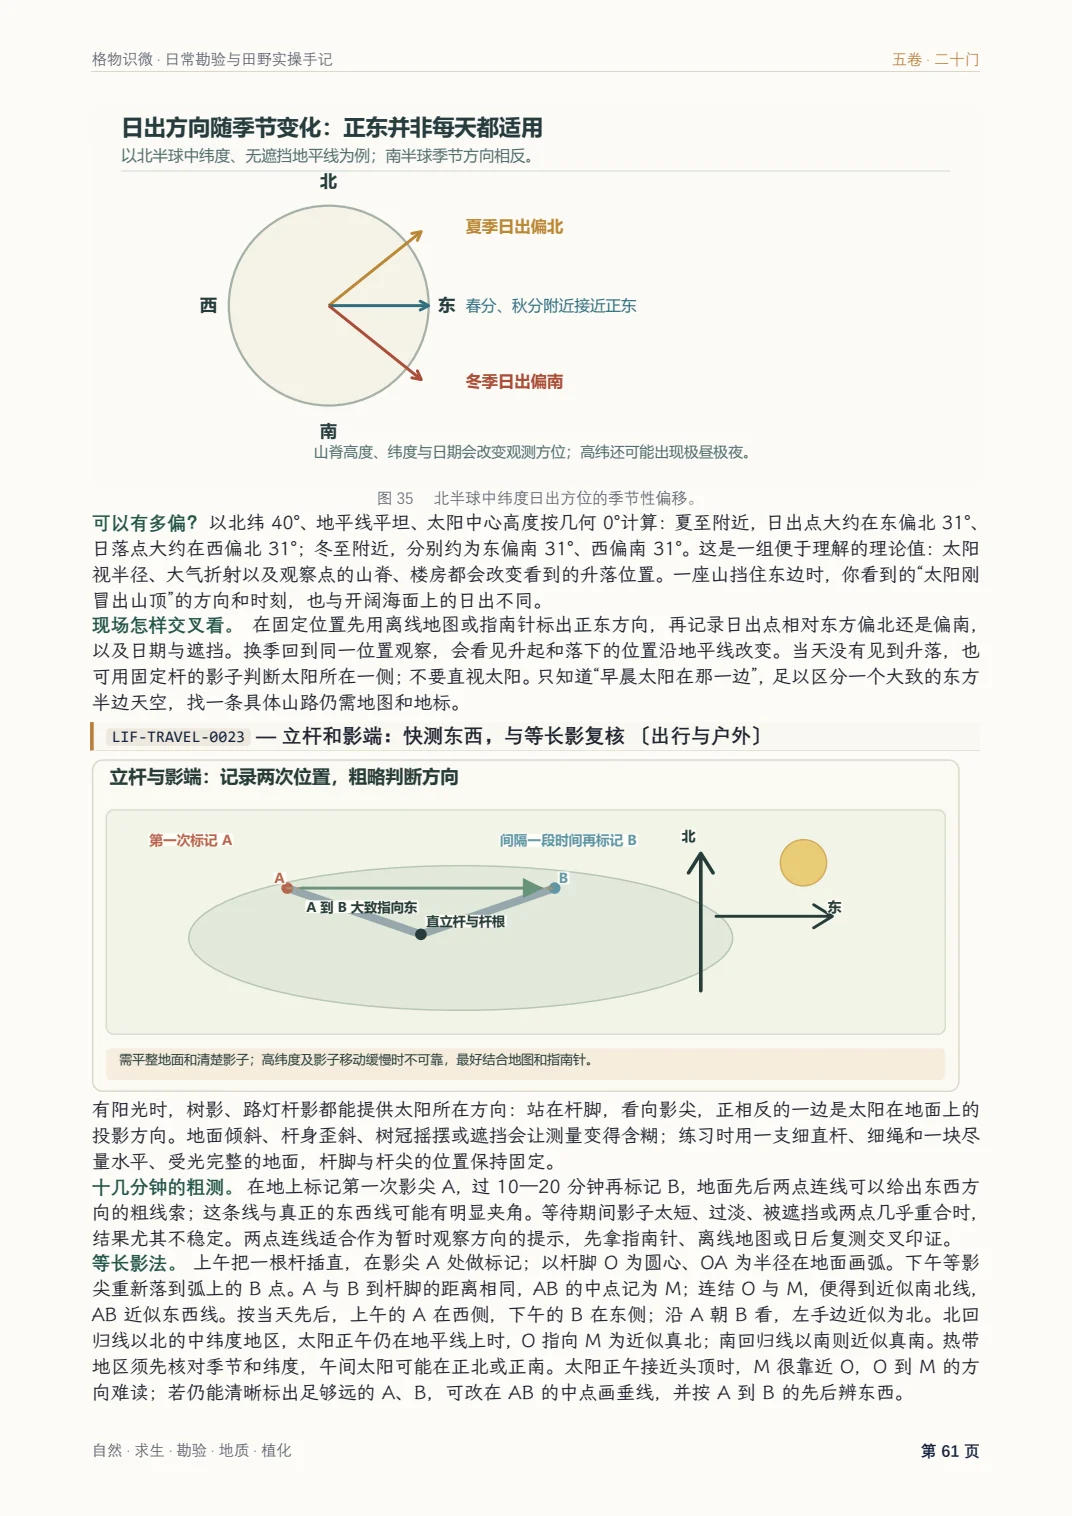 格物识微 · 日常勘验与田野实操手记
五卷 · 二十门
日出方向随季节变化：正东并非每天都适用
以北半球中纬度、无遮挡地平线为例；南半球季节方向相反。
北
夏季日出偏北
西
东
春分、秋分附近接近正东
冬季日出偏南
南
山脊高度、纬度与日期会改变观测方位；高纬还可能出现极昼极夜。
图 35 北半球中纬度日出方位的季节性偏移。
可以有多偏？ 以北纬 40°、地平线平坦、太阳中心高度按几何 0°计算：夏至附近，日出点大约在东偏北 31°、
日落点大约在西偏北 31°；冬至附近，分别约为东偏南 31°、西偏南 31°。这是一组便于理解的理论值：太阳
视半径、大气折射以及观察点的山脊、楼房都会改变看到的升落位置。一座山挡住东边时，你看到的“太阳刚
冒出山顶”的方向和时刻，也与开阔海面上的日出不同。
现场怎样交叉看。 在固定位置先用离线地图或指南针标出正东方向，再记录日出点相对东方偏北还是偏南，
以及日期与遮挡。换季回到同一位置观察，会看见升起和落下的位置沿地平线改变。当天没有见到升落，也
可用固定杆的影子判断太阳所在一侧；不要直视太阳。只知道“早晨太阳在那一边”，足以区分一个大致的东方
半边天空，找一条具体山路仍需地图和地标。
LIF-TRAVEL-0023 — 立杆和影端：快测东西，与等长影复核 〔出行与户外〕
立杆与影端：记录两次位置，粗略判断方向
第一次标记 A
间隔一段时间再标记 B
北
A
B
A 到 B 大致指向东
东
直立杆与杆根
需平整地面和清楚影子；高纬度及影子移动缓慢时不可靠，最好结合地图和指南针。
有阳光时，树影、路灯杆影都能提供太阳所在方向：站在杆脚，看向影尖，正相反的一边是太阳在地面上的
投影方向。地面倾斜、杆身歪斜、树冠摇摆或遮挡会让测量变得含糊；练习时用一支细直杆、细绳和一块尽
量水平、受光完整的地面，杆脚与杆尖的位置保持固定。
十几分钟的粗测。 在地上标记第一次影尖 A，过 10—20 分钟再标记 B，地面先后两点连线可以给出东西方
向的粗线索；这条线与真正的东西线可能有明显夹角。等待期间影子太短、过淡、被遮挡或两点几乎重合时，
结果尤其不稳定。两点连线适合作为暂时观察方向的提示，先拿指南针、离线地图或日后复测交叉印证。
等长影法。 上午把一根杆插直，在影尖 A 处做标记；以杆脚 O 为圆心、OA 为半径在地面画弧。下午等影
尖重新落到弧上的 B 点。A 与 B 到杆脚的距离相同，AB 的中点记为 M；连结 O 与 M，便得到近似南北线，
AB 近似东西线。按当天先后，上午的 A 在西侧，下午的 B 在东侧；沿 A 朝 B 看，左手边近似为北。北回
归线以北的中纬度地区，太阳正午仍在地平线上时，O 指向 M 为近似真北；南回归线以南则近似真南。热带
地区须先核对季节和纬度，午间太阳可能在正北或正南。太阳正午接近头顶时，M 很靠近 O，O 到 M 的方
向难读；若仍能清晰标出足够远的 A、B，可改在 AB 的中点画垂线，并按 A 到 B 的先后辨东西。
自然 · 求生 · 勘验 · 地质 · 植化
第 61 页